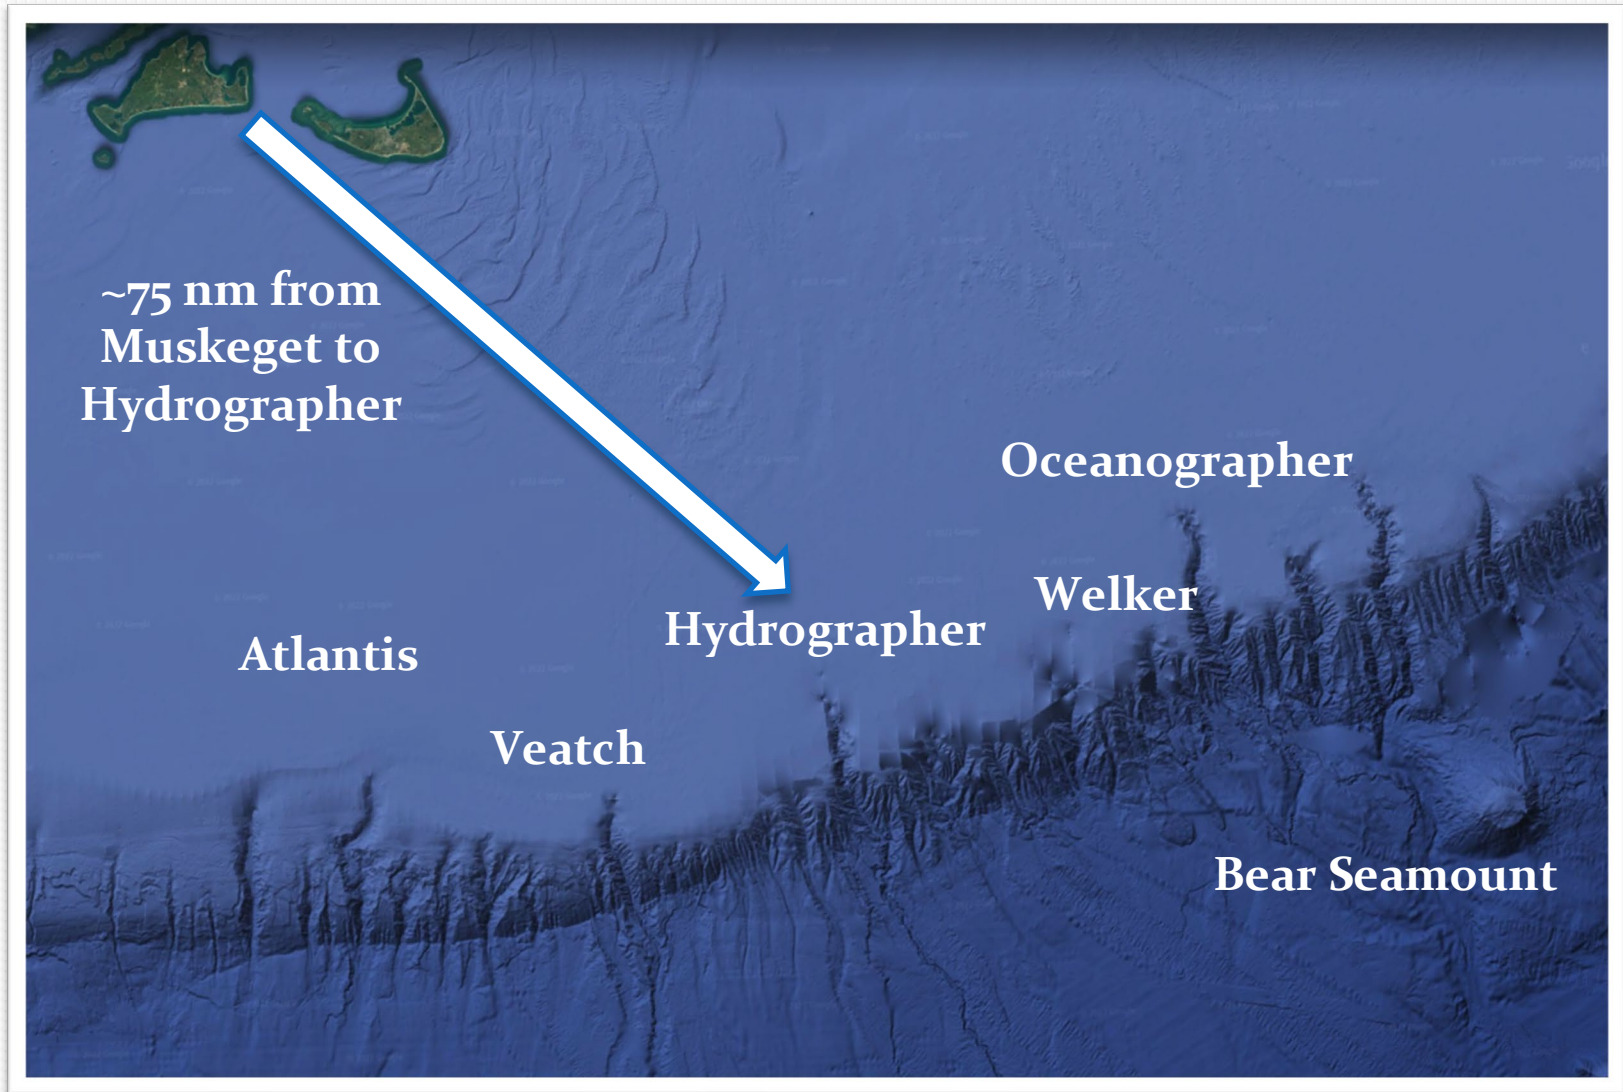 ~75 nm from
Muskeget to
Hydrographer
Oceanographer
Welker
Hydrographer
Atlantis
Veatch
Bear Seamount